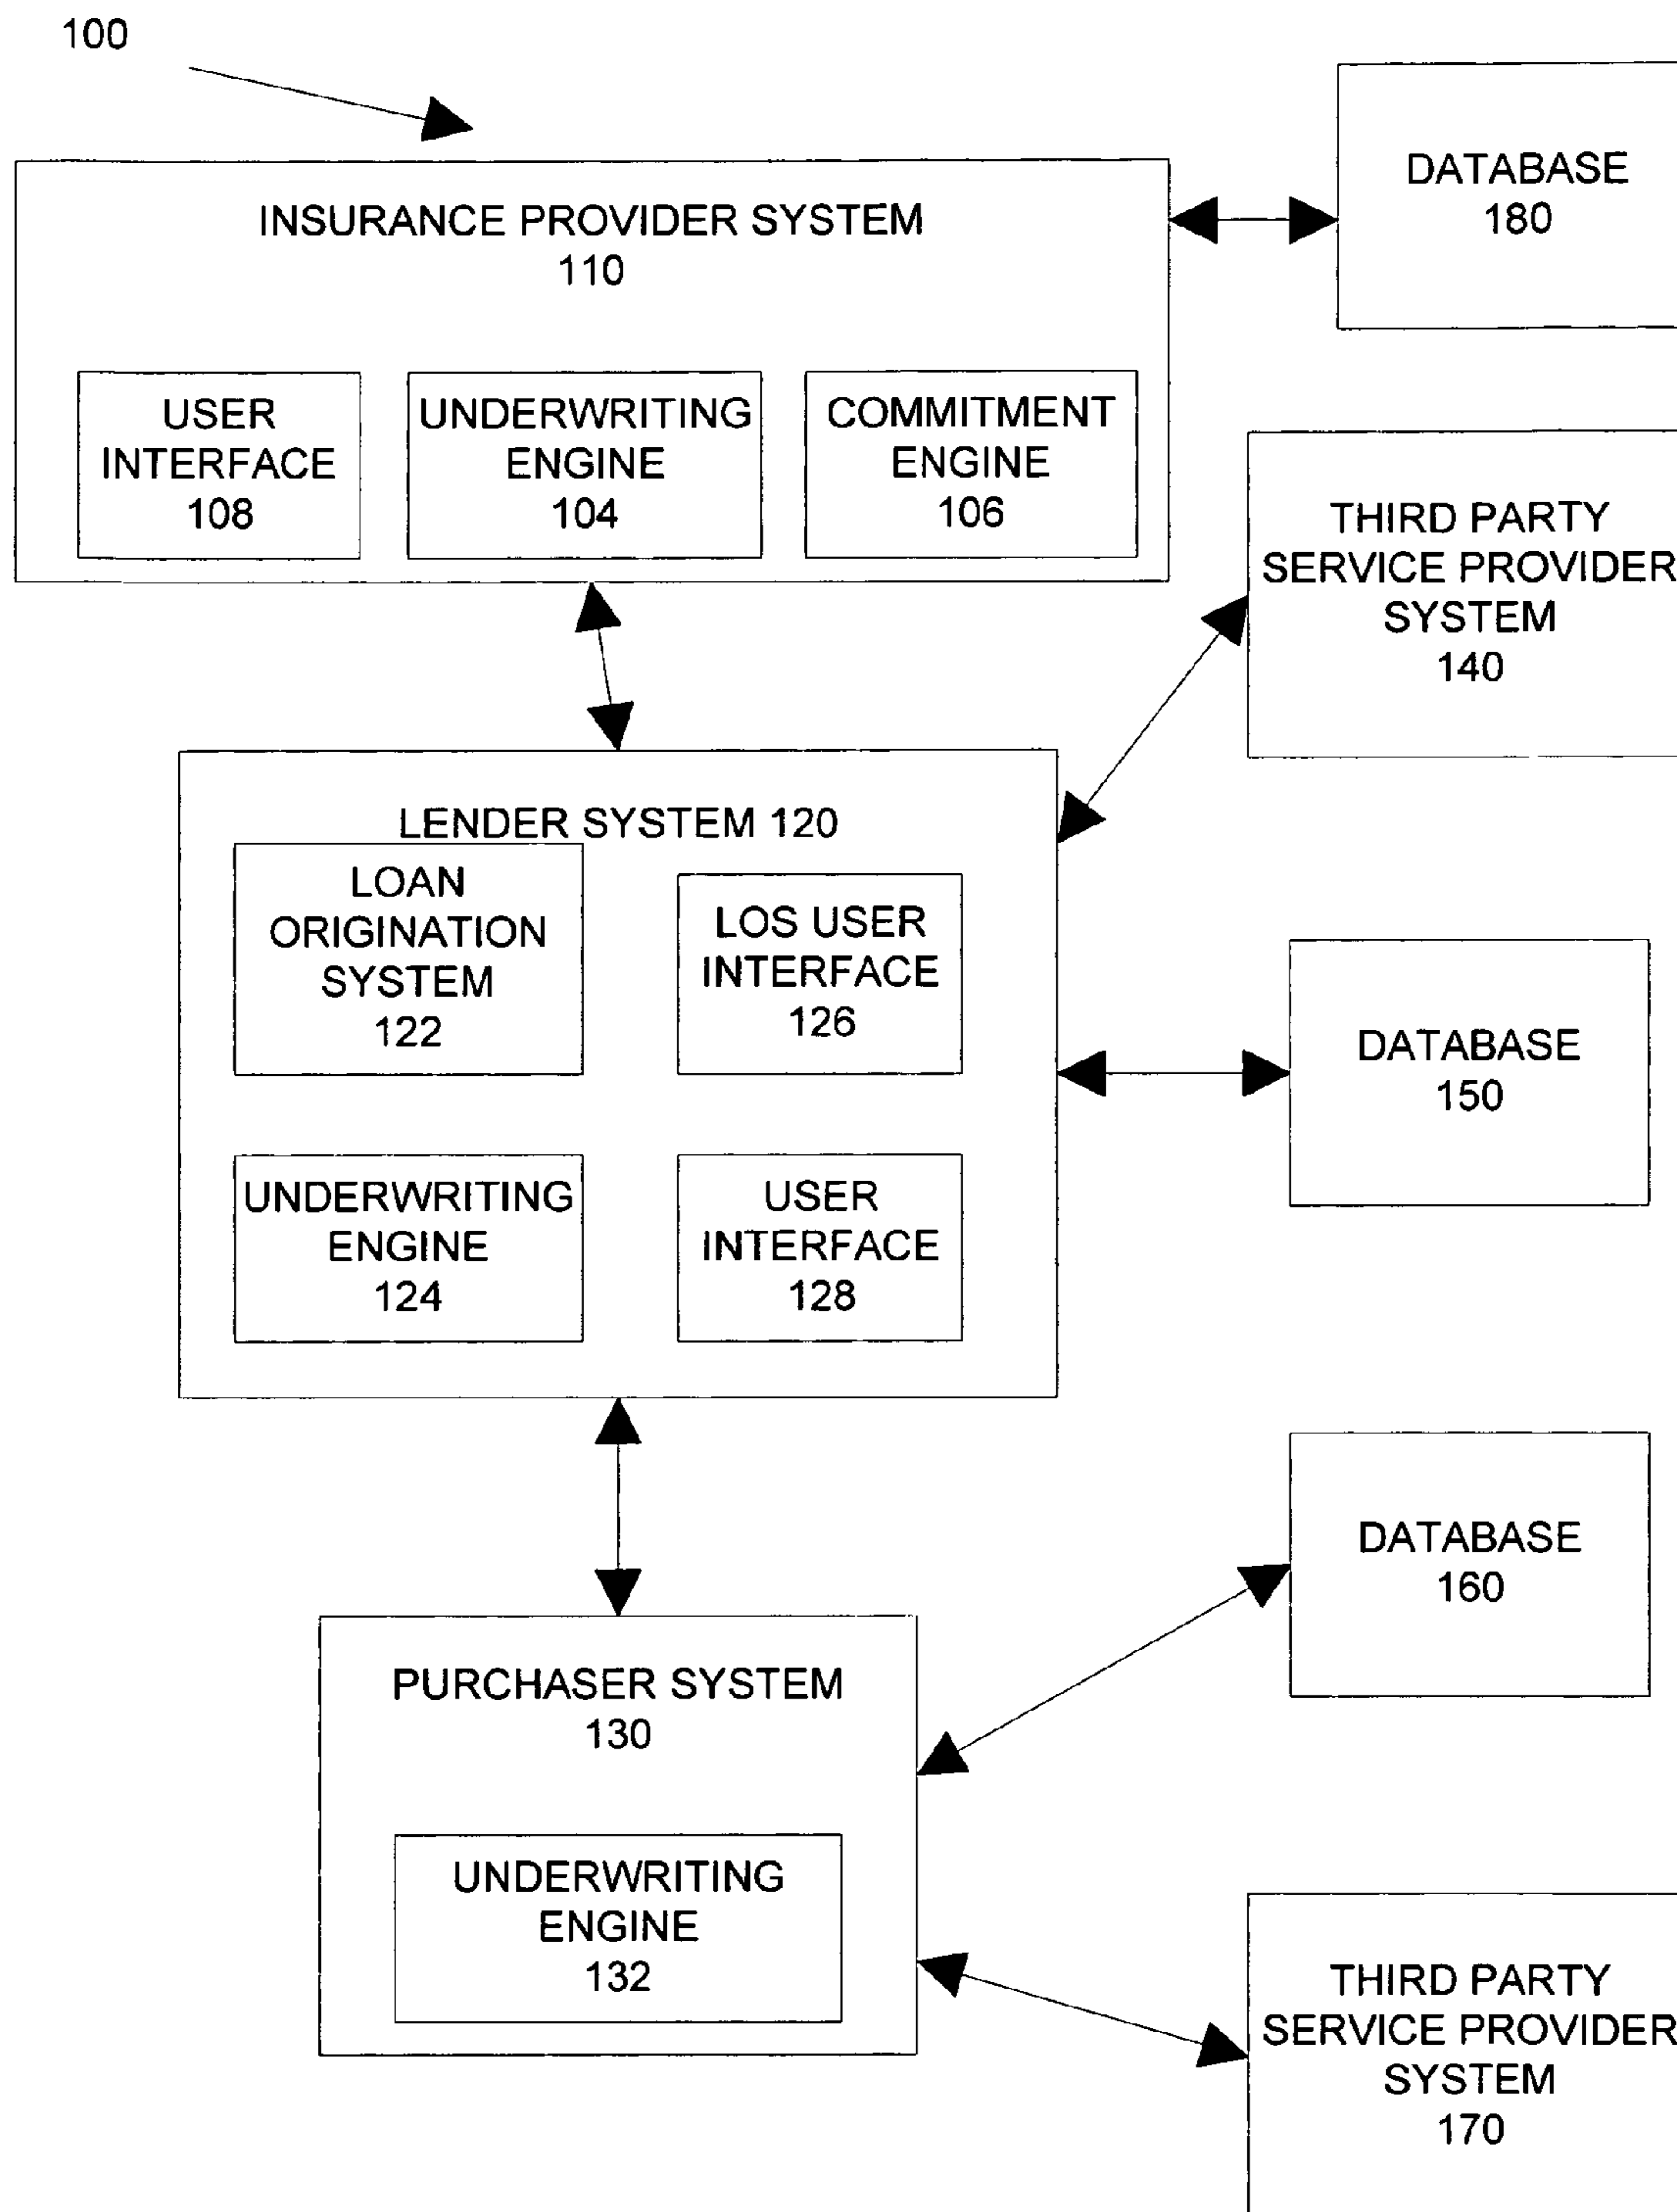 100
INSURANCE PROVIDER SYSTEM
110
USER
INTERFACE
108
UNDERWRITING
ENGINE
104
COMMITMENT
ENGINE
106
DATABASE
180
THIRD PARTY
SERVICE PROVIDER
SYSTEM
140
LENDER SYSTEM 120
LOAN
ORIGINATION
SYSTEM
122
LOS USER
INTERFACE
126
UNDERWRITING
ENGINE
124
USER
INTERFACE
128
DATABASE
150
DATABASE
160
PURCHASER SYSTEM
130
UNDERWRITING
ENGINE
132
THIRD PARTY
SERVICE PROVIDER
SYSTEM
170